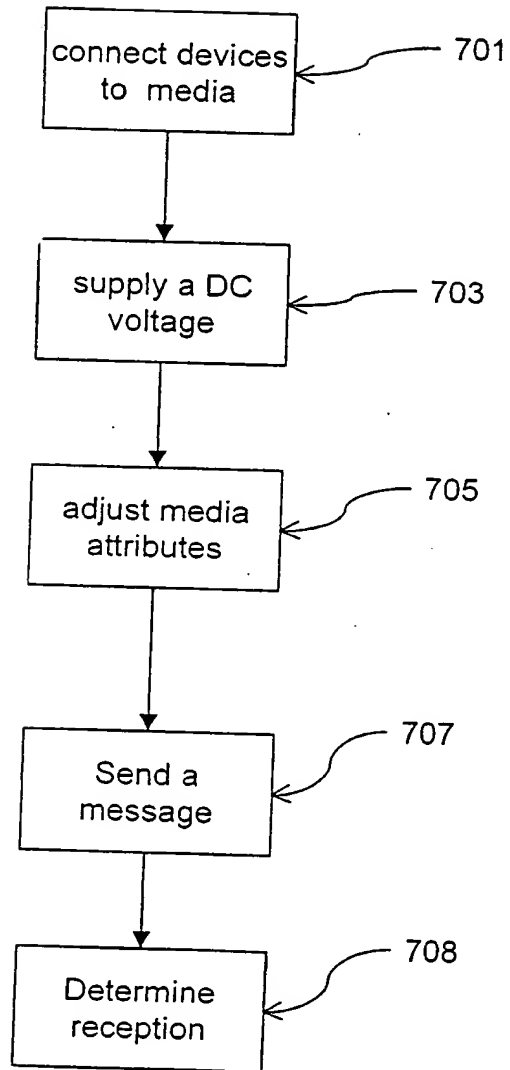 connect devices
to media
701
supply a DC
voltage
703
adjust media
attributes
705
Send a
message
707
Determine
reception
708